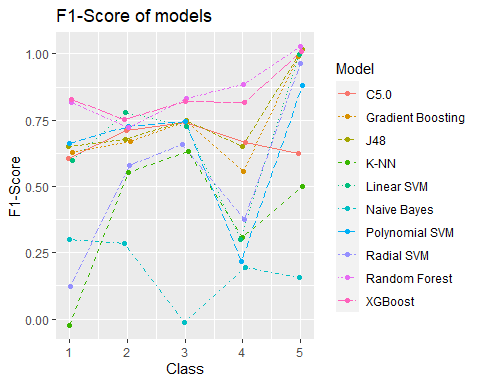 F1-Score of models
1.00
0.75
0.50
0.25
0.00
F1-Score
1 2 3 4 5
Class
Model
C5.0
Gradient Boosting
J48
K-NN
Linear SVM
Naive Bayes
Polynomial SVM
Radial SVM
Random Forest
XGBoost